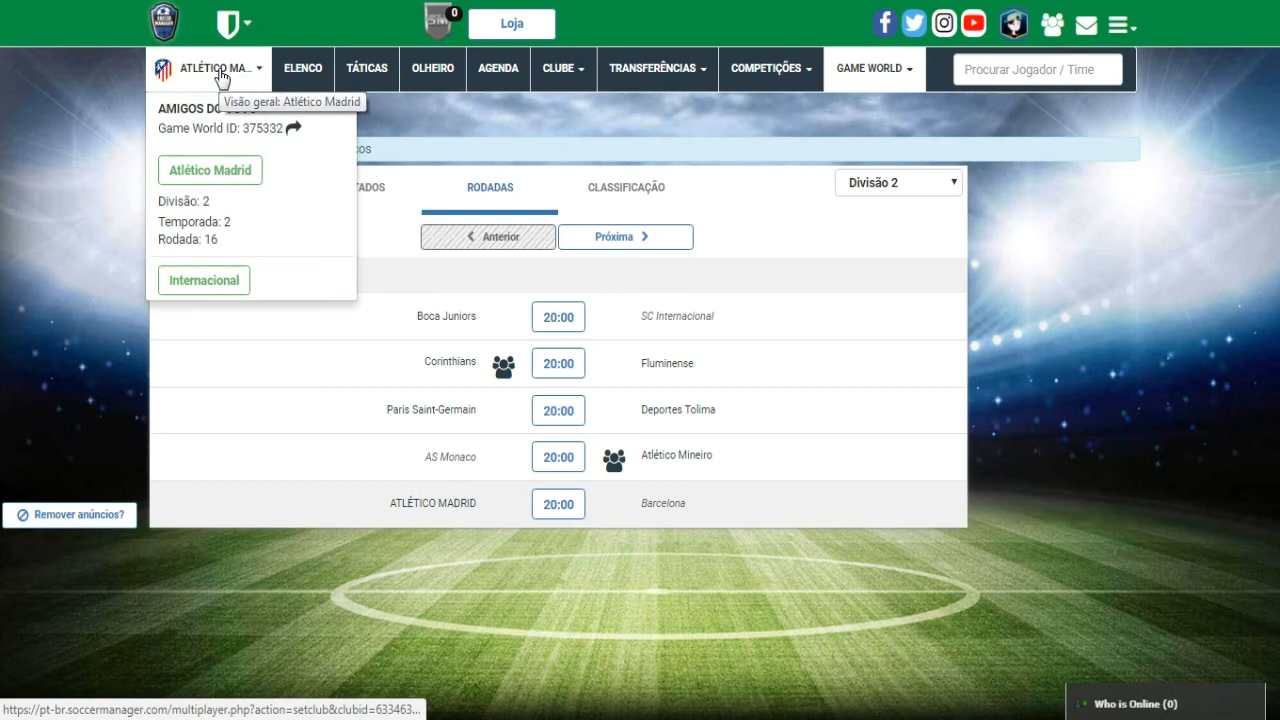 SM
0
Loja
ATLÉTICO MA...
ELENCO
TÁTICAS
OLHEIRO
AGENDA
CLUBE
TRANSFERÊNCIAS
COMPETIÇÕES
GAME WORLD
Procurar Jogador / Time
AMIGOS DO
Visão geral: Atlético Madrid
Game World ID: 375332
Atlético Madrid
Divisão: 2
Temporada: 2
Rodada: 16
Internacional
RODADAS
CLASSIFICAÇÃO
Divisão 2
Anterior
Próxima
Boca Juniors 20:00 SC Internacional
Corinthians 20:00 Fluminense
Paris Saint-Germain 20:00 Deportes Tolima
AS Monaco 20:00 Atlético Mineiro
ATLÉTICO MADRID 20:00 Barcelona
Remover anúncios?
https://pt-br.soccermanager.com/multiplayer.php?action=setclub&clubid=633463...
Who is Online (0)